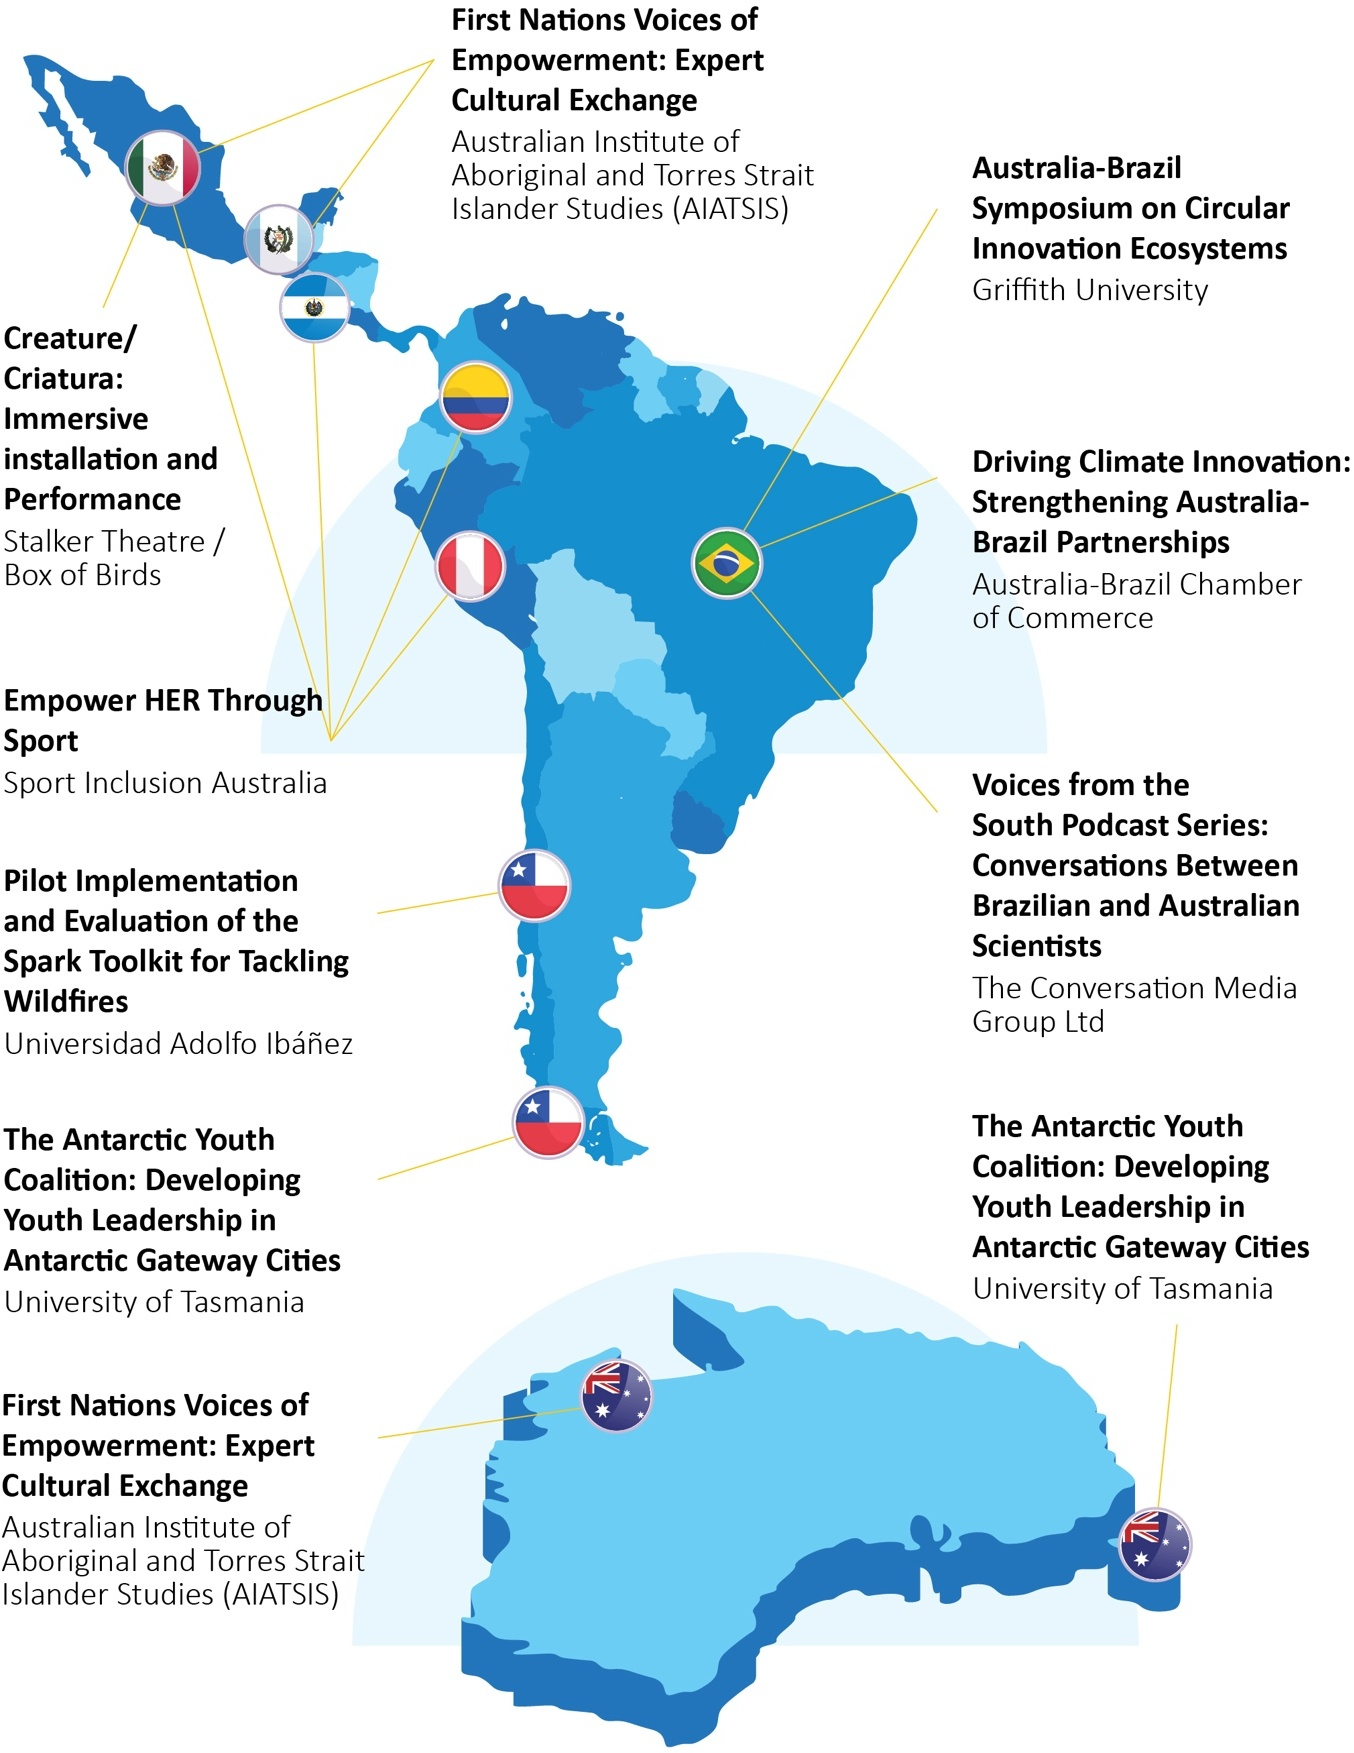 First Nations Voices of
Empowerment: Expert
Cultural Exchange
Australian Institute of
Aboriginal and Torres Strait
Islander Studies (AIATSIS)
Australia-Brazil
Symposium on Circular
Innovation Ecosystems
Griffith University
Creature/
Criatura:
Immersive
installation and
Performance
Stalker Theatre /
Box of Birds
Driving Climate Innovation:
Strengthening Australia-
Brazil Partnerships
Australia-Brazil Chamber
of Commerce
Empower HER Through
Sport
Sport Inclusion Australia
Voices from the
South Podcast Series:
Conversations Between
Brazilian and Australian
Scientists
The Conversation Media
Group Ltd
Pilot Implementation
and Evaluation of the
Spark Toolkit for Tackling
Wildfires
Universidad Adolfo Ibáñez
The Antarctic Youth
Coalition: Developing
Youth Leadership in
Antarctic Gateway Cities
University of Tasmania
The Antarctic Youth
Coalition: Developing
Youth Leadership in
Antarctic Gateway Cities
University of Tasmania
First Nations Voices of
Empowerment: Expert
Cultural Exchange
Australian Institute of
Aboriginal and Torres Strait
Islander Studies (AIATSIS)